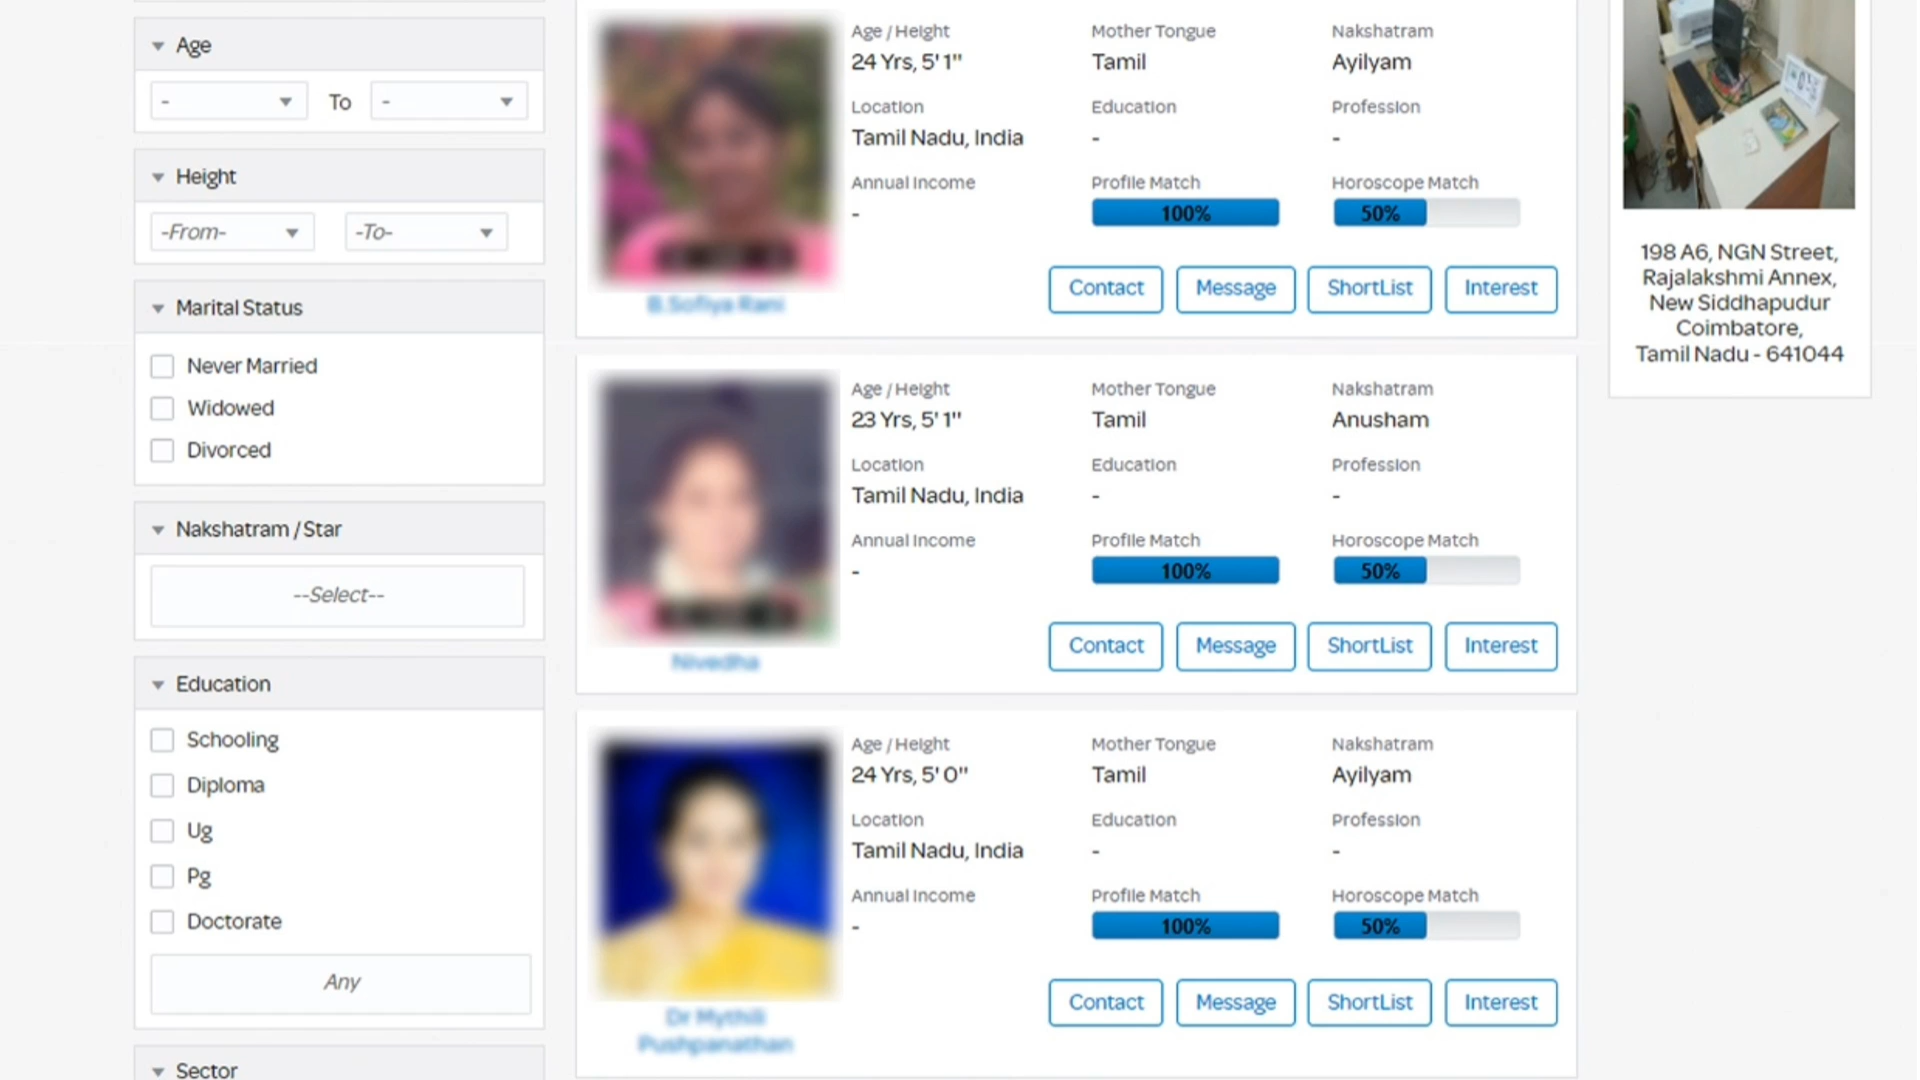 Age
-
To
-
Height
-From-
-To-
Marital Status
Never Married
Widowed
Divorced
Nakshatram / Star
--Select--
Education
Schooling
Diploma
Ug
Pg
Doctorate
Any
Sector
Age / Height
24 Yrs, 5' 1"
Mother Tongue
Tamil
Nakshatram
Ayilyam
Location
Tamil Nadu, India
Education
-
Profession
-
Annual Income
-
Profile Match
100%
Horoscope Match
50%
B.Sofiya Rani
Contact
Message
ShortList
Interest
Age / Height
23 Yrs, 5' 1"
Mother Tongue
Tamil
Nakshatram
Anusham
Location
Tamil Nadu, India
Education
-
Profession
-
Annual Income
-
Profile Match
100%
Horoscope Match
50%
Nivedha
Contact
Message
ShortList
Interest
Age / Height
24 Yrs, 5' 0"
Mother Tongue
Tamil
Nakshatram
Ayilyam
Location
Tamil Nadu, India
Education
-
Profession
-
Annual Income
-
Profile Match
100%
Horoscope Match
50%
Dr Mythili
Pushpanathan
Contact
Message
ShortList
Interest
198 A6, NGN Street,
Rajalakshmi Annex,
New Siddhapudur
Coimbatore,
Tamil Nadu - 641044